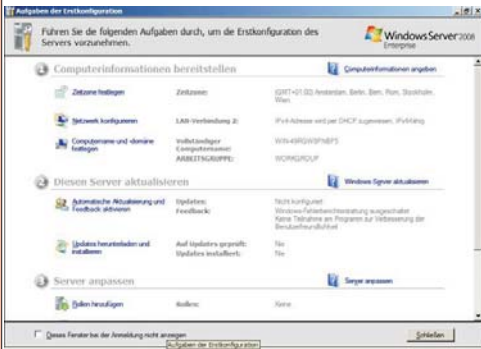 Aufgaben der Erstkonfiguration
Führen Sie die folgenden Aufgaben durch, um die Erstkonfiguration des
Servers vorzunehmen.
Windows Server 2008
Enterprise
1 Computerinformationen bereitstellen
Computerinformationen angeben
Zeitzone festlegen
Zeitzone:
(GMT+01:00) Amsterdam, Berlin, Bern, Rom, Stockholm,
Wien
Netzwerk konfigurieren
LAN-Verbindung 2:
IPv4-Adresse wird per DHCP zugewiesen, IPv6-fähig
Computername und -domäne
festlegen
Vollständiger
Computername:
ARBEITSGRUPPE:
WORKGROUP
2 Diesen Server aktualisieren
Windows Server aktualisieren
Automatische Aktualisierung und
Feedback aktivieren
Updates:
Feedback:
Nicht konfiguriert
Windows-Fehlerberichterstattung ausgeschaltet
Keine Teilnahme am Programm zur Verbesserung der
Benutzerfreundlichkeit
Updates herunterladen und
installieren
Auf Updates geprüft:
Updates installiert:
Nie
Nie
3 Server anpassen
Server anpassen
Rollen hinzufügen
Rollen:
Keine
Dieses Fenster bei der Anmeldung nicht anzeigen
Schließen
Aufgaben der Erstkonfiguration